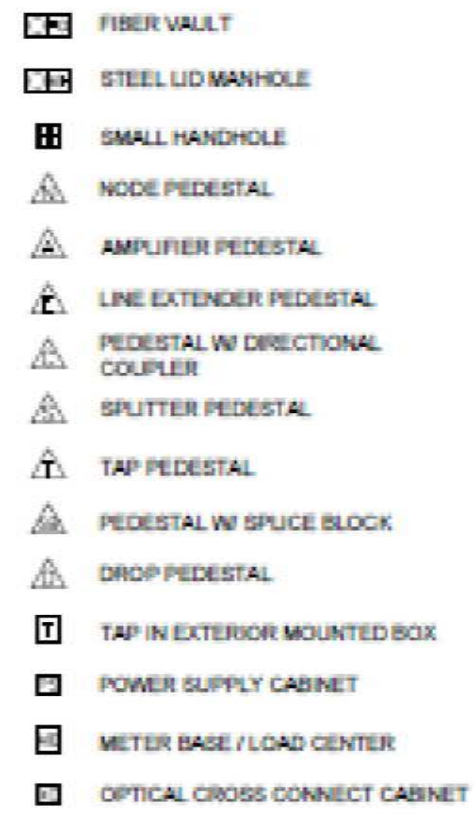 FIBER VAULT
STEEL LID MANHOLE
SMALL HANDHOLE
NODE PEDESTAL
AMPLIFIER PEDESTAL
LINE EXTENDER PEDESTAL
PEDESTAL W/ DIRECTIONAL
COUPLER
SPLITTER PEDESTAL
T TAP PEDESTAL
PEDESTAL W/ SPLICE BLOCK
DROP PEDESTAL
T TAP IN EXTERIOR MOUNTED BOX
POWER SUPPLY CABINET
METER BASE / LOAD CENTER
OPTICAL CROSS CONNECT CABINET